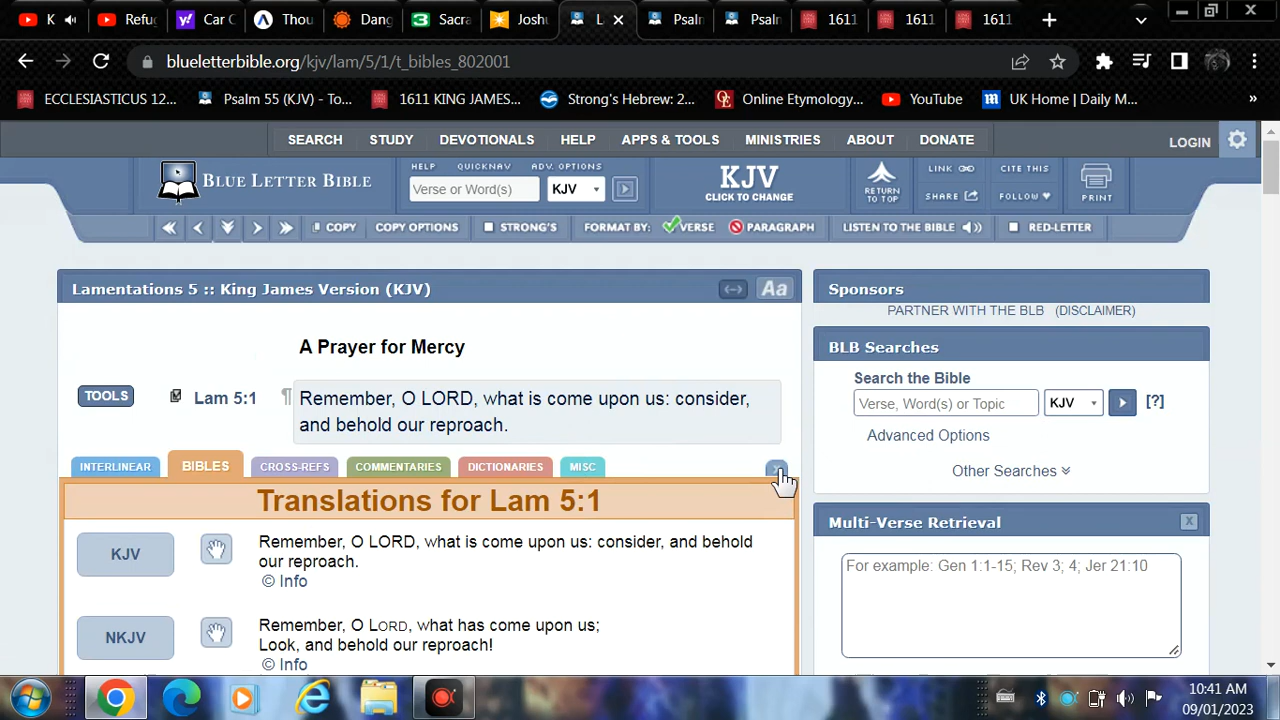 K
Refu
Car C
Thou
Dang
Sacra
Josh
L
Psaln
Psaln
1611
1611
1611
blueletterbible.org/kjv/lam/5/1/t_bibles_802001
ECCLESIASTICUS 12...
Psalm 55 (KJV) - To...
1611 KING JAMES...
Strong's Hebrew: 2...
Online Etymology...
YouTube
UK Home | Daily M...
»
SEARCH STUDY DEVOTIONALS HELP APPS & TOOLS MINISTRIES ABOUT DONATE
LOGIN
BLUE LETTER BIBLE
HELP QUICKNAV ADV. OPTIONS
Verse or Word(s)
KJV
KJV
CLICK TO CHANGE
RETURN
TO TOP
LINK
SHARE
CITE THIS
FOLLOW
PRINT
COPY COPY OPTIONS STRONG'S FORMAT BY: VERSE PARAGRAPH LISTEN TO THE BIBLE RED-LETTER
Lamentations 5 :: King James Version (KJV)
Aa
A Prayer for Mercy
TOOLS
Lam 5:1
¶
Remember, O LORD, what is come upon us: consider,
and behold our reproach.
INTERLINEAR BIBLES CROSS-REFS COMMENTARIES DICTIONARIES MISC
x
Translations for Lam 5:1
KJV
Remember, O LORD, what is come upon us: consider, and behold
our reproach.
© Info
NKJV
Remember, O LORD, what has come upon us;
Look, and behold our reproach!
© Info
Sponsors
PARTNER WITH THE BLB (DISCLAIMER)
BLB Searches
Search the Bible
Verse, Word(s) or Topic
KJV
[?]
Advanced Options
Other Searches
Multi-Verse Retrieval
X
For example: Gen 1:1-15; Rev 3; 4; Jer 21:10
10:41 AM
09/01/2023